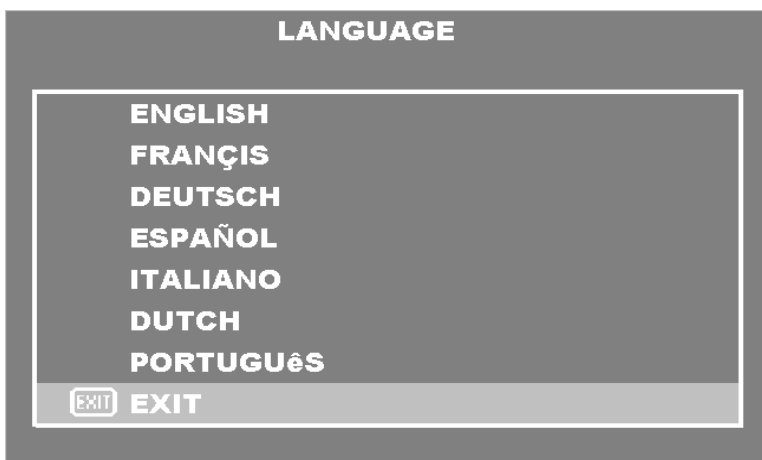 LANGUAGE
ENGLISH
FRANÇIS
DEUTSCH
ESPAÑOL
ITALIANO
DUTCH
PORTUGUêS
EXIT EXIT